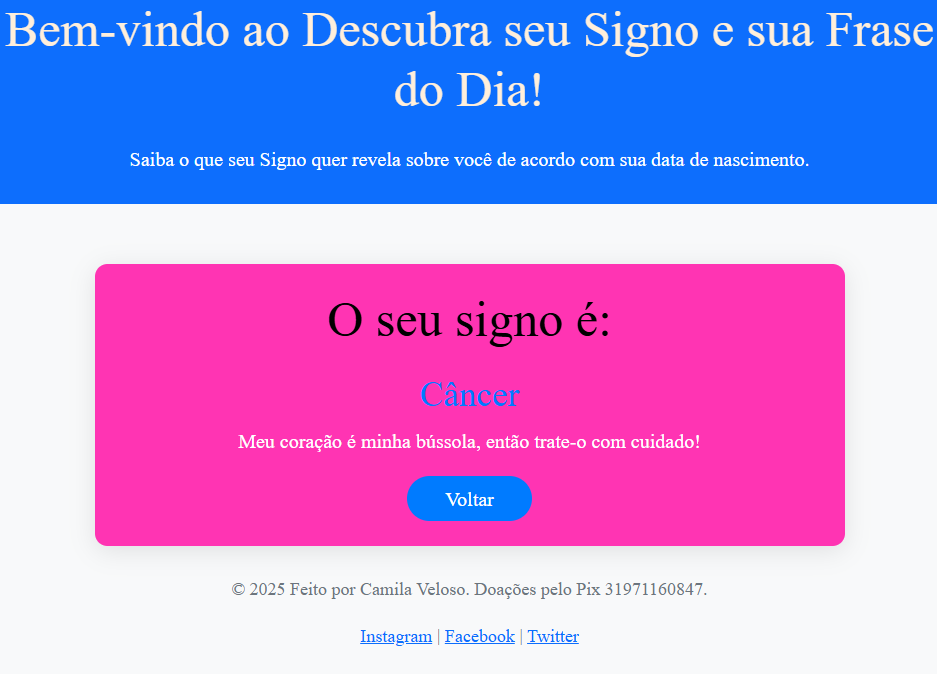 Bem-vindo ao Descubra seu Signo e sua Frase
do Dia!
Saiba o que seu Signo quer revela sobre você de acordo com sua data de nascimento.
O seu signo é:
Câncer
Meu coração é minha bússola, então trate-o com cuidado!
Voltar
© 2025 Feito por Camila Veloso. Doações pelo Pix 31971160847.
Instagram | Facebook | Twitter